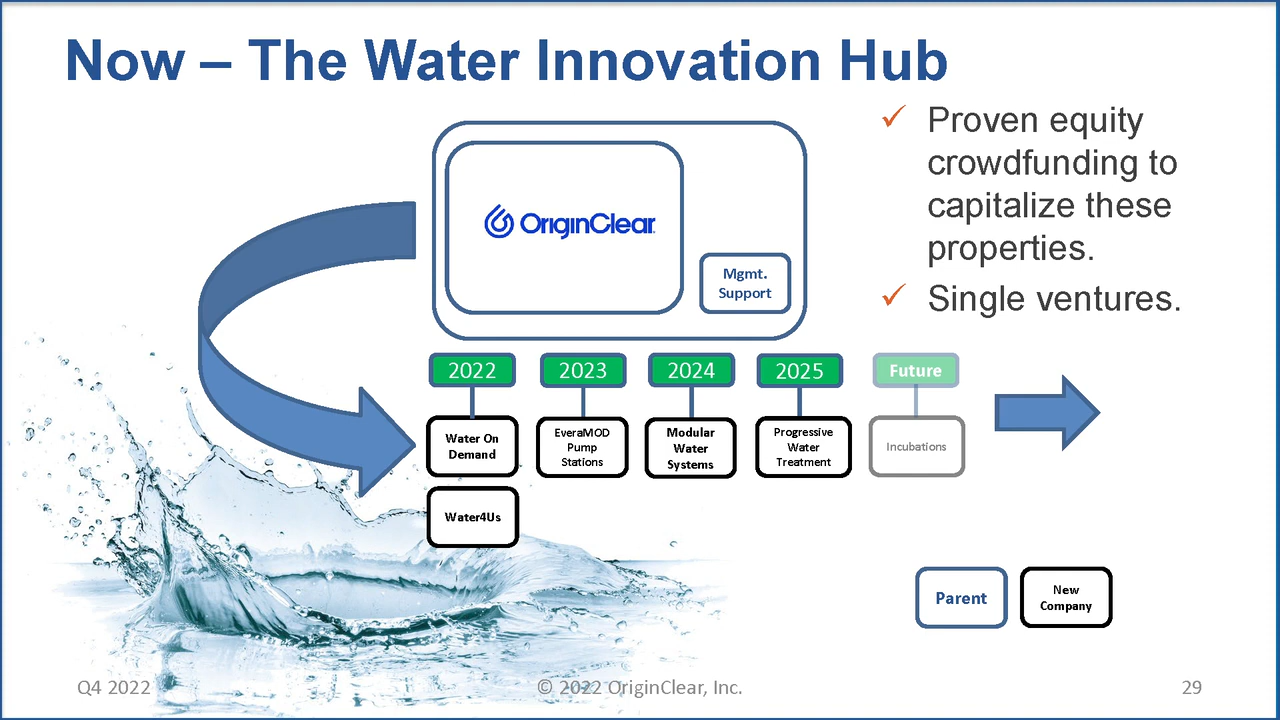 Now – The Water Innovation Hub
✓ Proven equity
crowdfunding to
capitalize these
properties.
✓ Single ventures.
OriginClear
Mgmt.
Support
2022
2023
2024
2025
Future
Water On
Demand
EveraMOD
Pump
Stations
Modular
Water
Systems
Progressive
Water
Treatment
Incubations
Water4Us
Parent
New
Company
Q4 2022
© 2022 OriginClear, Inc.
29